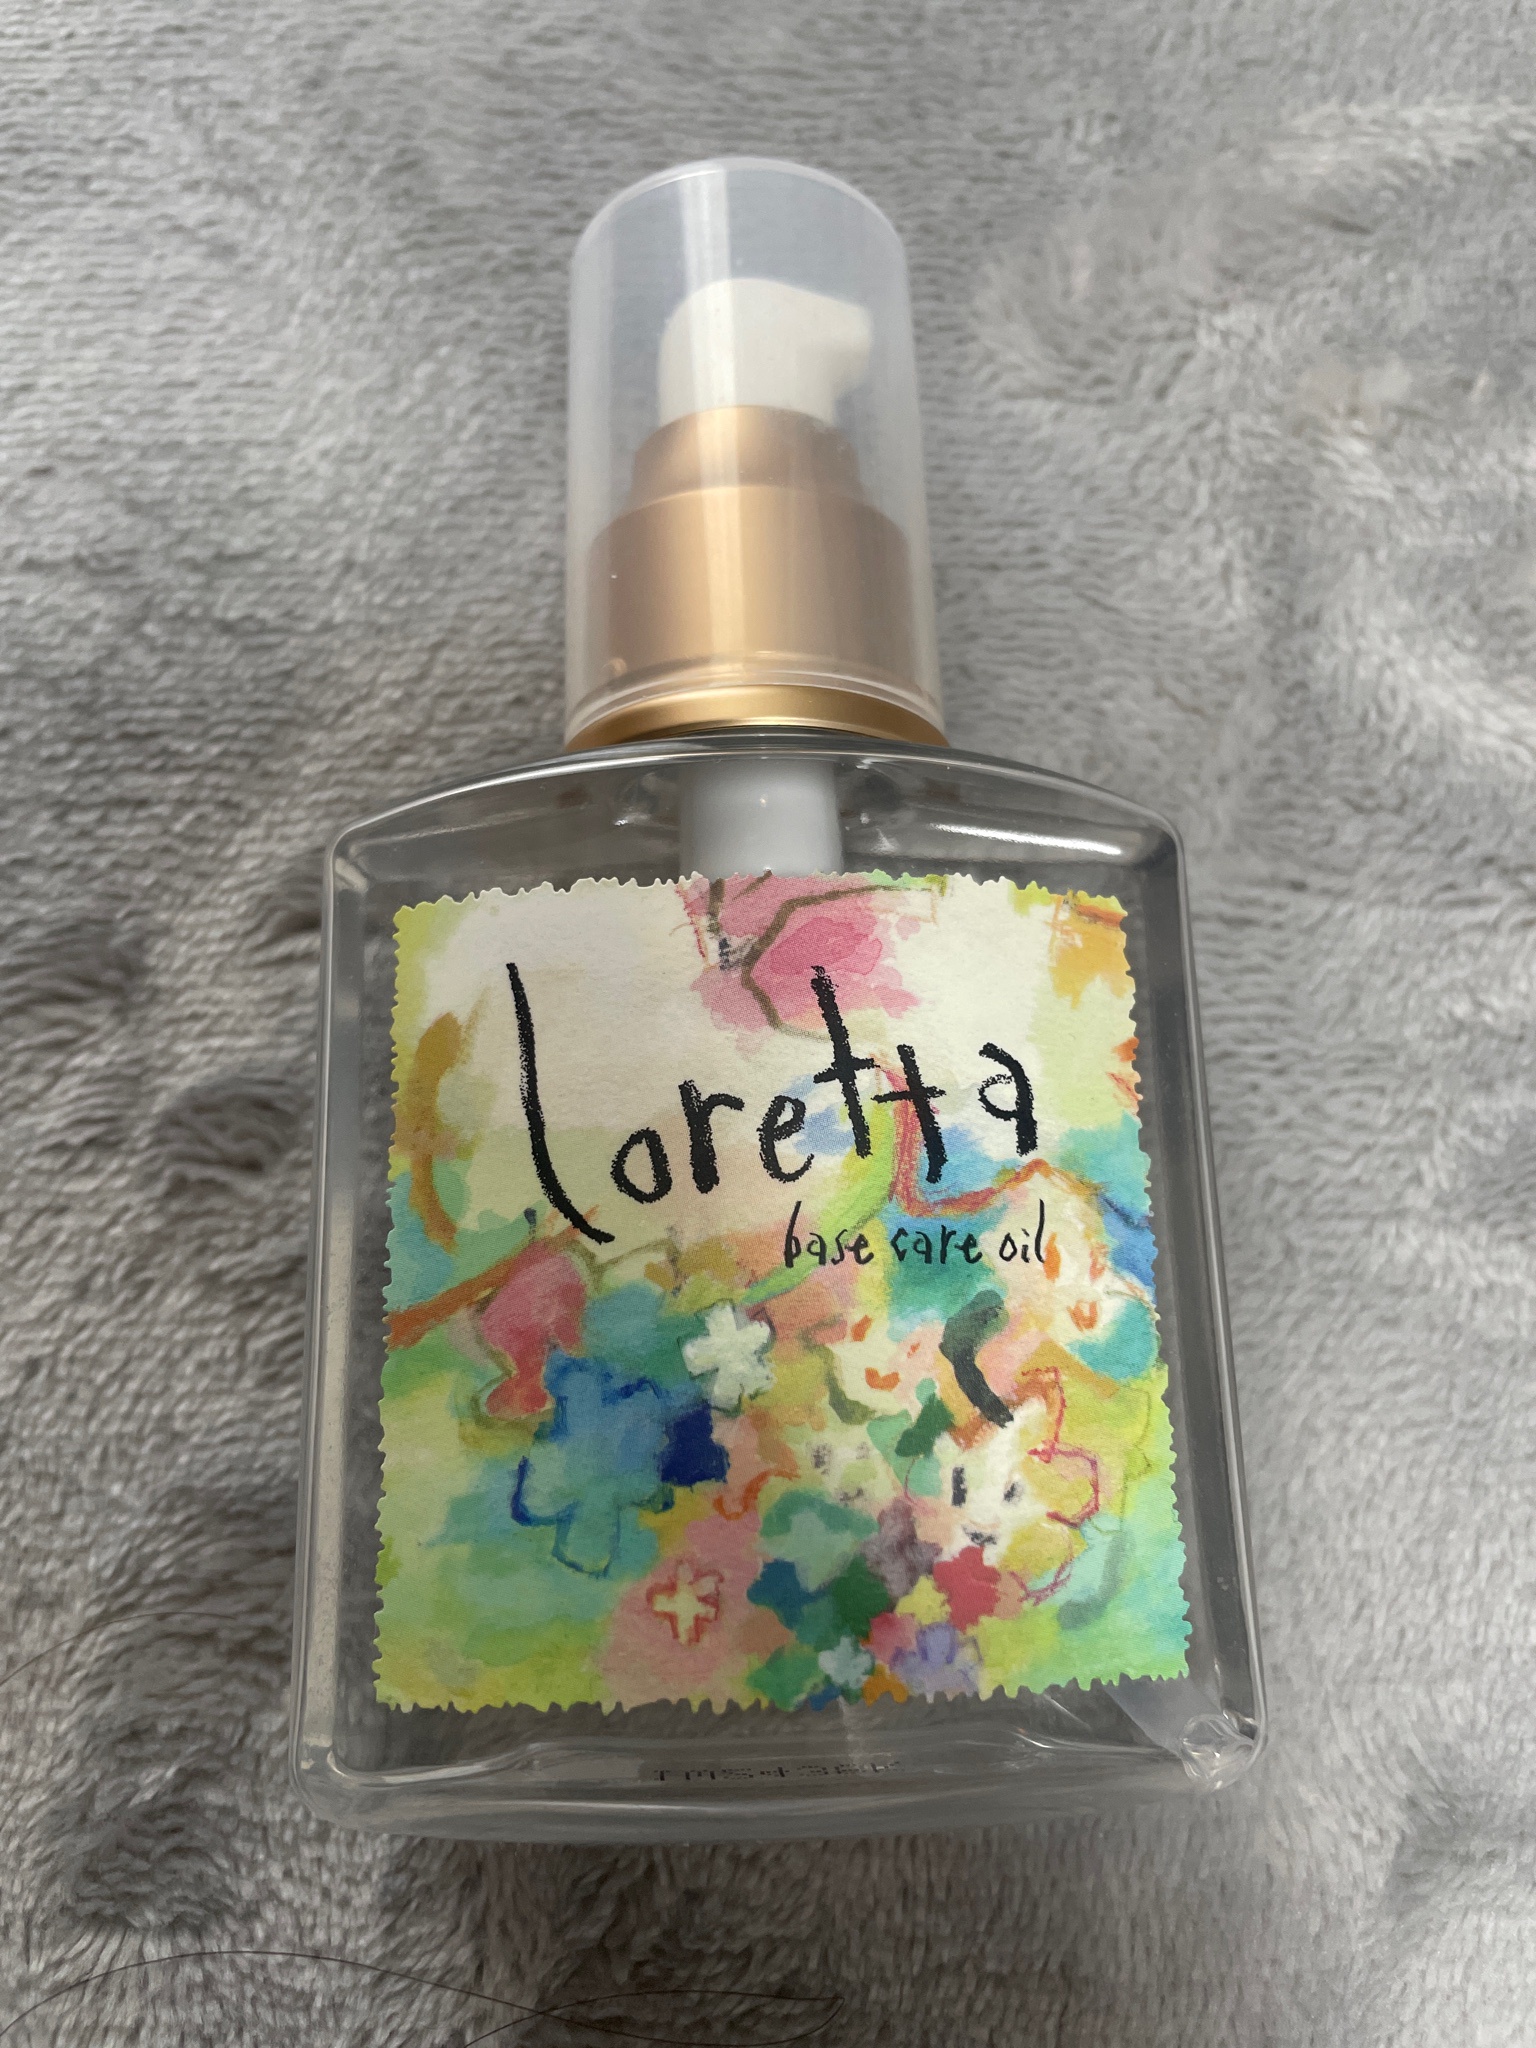 loretta
base care oil